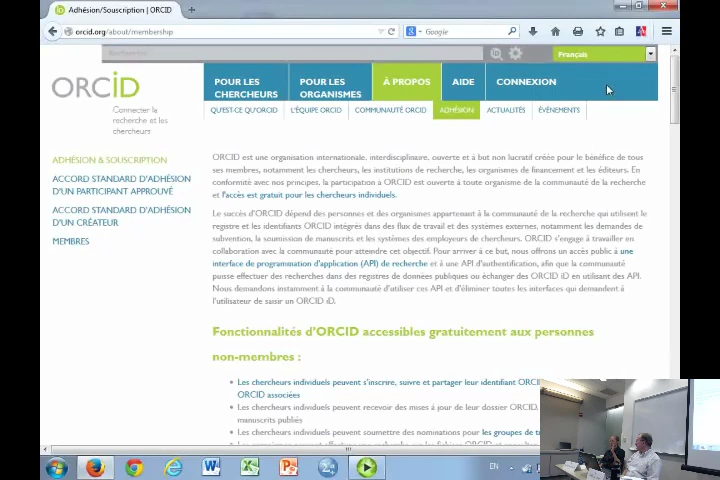 Adhésion/Souscription | ORCID
orcid.org/about/membership
Google
Français
ORCiD
Connecter la
recherche et les
chercheurs
POUR LES
CHERCHEURS
POUR LES
ORGANISMES
À PROPOS
AIDE
CONNEXION
QU'EST-CE QU'ORCID
L'ÉQUIPE ORCID
COMMUNAUTÉ ORCID
ADHÉSION
ACTUALITÉS
ÉVÉNEMENTS
ADHÉSION & SOUSCRIPTION
ACCORD STANDARD D'ADHÉSION
D'UN PARTICIPANT APPROUVÉ
ACCORD STANDARD D'ADHÉSION
D'UN CRÉATEUR
MEMBRES
ORCID est une organisation internationale, interdisciplinaire, ouverte et à but non lucratif créée pour le bénéfice de tous
ses membres, notamment les chercheurs, les institutions de recherche, les organismes de financement et les éditeurs. En
conformité avec nos principes, la participation à ORCID est ouverte à toute organisme de la communauté de la recherche
et l'accès est gratuit pour les chercheurs individuels.
Le succès d'ORCID dépend des personnes et des organismes appartenant à la communauté de la recherche qui utilisent le
registre et les identifiants ORCID intégrés dans des flux de travail et des systèmes externes, notamment les demandes de
subvention, la soumission de manuscrits et les systèmes des employeurs de chercheurs. ORCID s'engage à travailler en
collaboration avec la communauté pour atteindre cet objectif. Pour arriver à ce but, nous offrons un accès public à une
interface de programmation d'application (API) de recherche et à une API d'authentification, afin que la communauté
puisse effectuer des recherches dans des registres de données publiques ou échanger des ORCID iD en utilisant des API.
Nous demandons instamment à la communauté d'utiliser ces API et d'éliminer toutes les interfaces qui demandent à
l'utilisateur de saisir un ORCID iD.
Fonctionnalités d'ORCID accessibles gratuitement aux personnes
non-membres :
Les chercheurs individuels peuvent s'inscrire, suivre et partager leur identifiant ORCI
ORCID associées
Les chercheurs individuels peuvent recevoir des mises à jour de leur dossier ORCID,
manuscrits publiés
Les chercheurs individuels peuvent soumettre des nominations pour les groupes de tr
EN